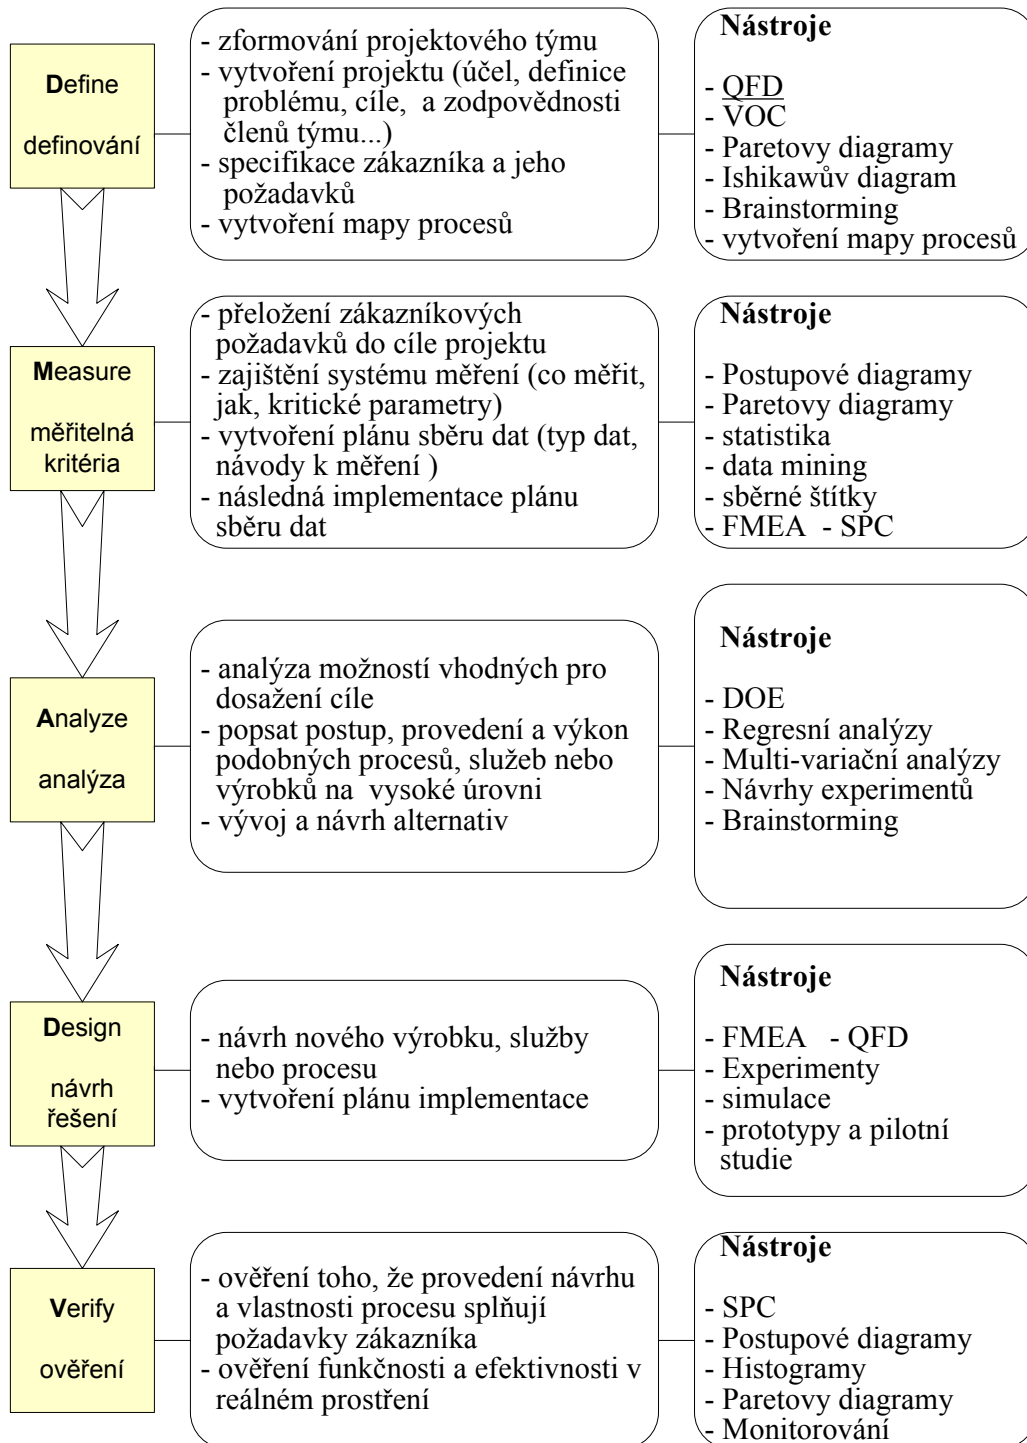 Define
definování
- zformování projektového týmu
- vytvoření projektu (účel, definice
problému, cíle,  a zodpovědnosti
členů týmu...)
- specifikace zákazníka a jeho
požadavků
- vytvoření mapy procesů
Nástroje
- QFD
- VOC
- Paretovy diagramy
- Ishikawův diagram
- Brainstorming
- vytvoření mapy procesů
Measure
měřitelná
kritéria
- přeložení zákazníkových
požadavků do cíle projektu
- zajištění systému měření (co měřit,
jak, kritické parametry)
- vytvoření plánu sběru dat (typ dat,
návody k měření )
- následná implementace plánu
sběru dat
Nástroje
- Postupové diagramy
- Paretovy diagramy
- statistika
- data mining
- sběrné štítky
- FMEA  - SPC
Analyze
analýza
- analýza možností vhodných pro
dosažení cíle
- popsat postup, provedení a výkon
podobných procesů, služeb nebo
výrobků na  vysoké úrovni
- vývoj a návrh alternativ
Nástroje
- DOE
- Regresní analýzy
- Multi-variační analýzy
- Návrhy experimentů
- Brainstorming
Design
návrh
řešení
- návrh nového výrobku, služby
nebo procesu
- vytvoření plánu implementace
Nástroje
- FMEA   - QFD
- Experimenty
- simulace
- prototypy a pilotní
studie
Verify
ověření
- ověření toho, že provedení návrhu
a vlastnosti procesu splňují
požadavky zákazníka
- ověření funkčnosti a efektivnosti v
reálném prostření
Nástroje
- SPC
- Postupové diagramy
- Histogramy
- Paretovy diagramy
- Monitorování